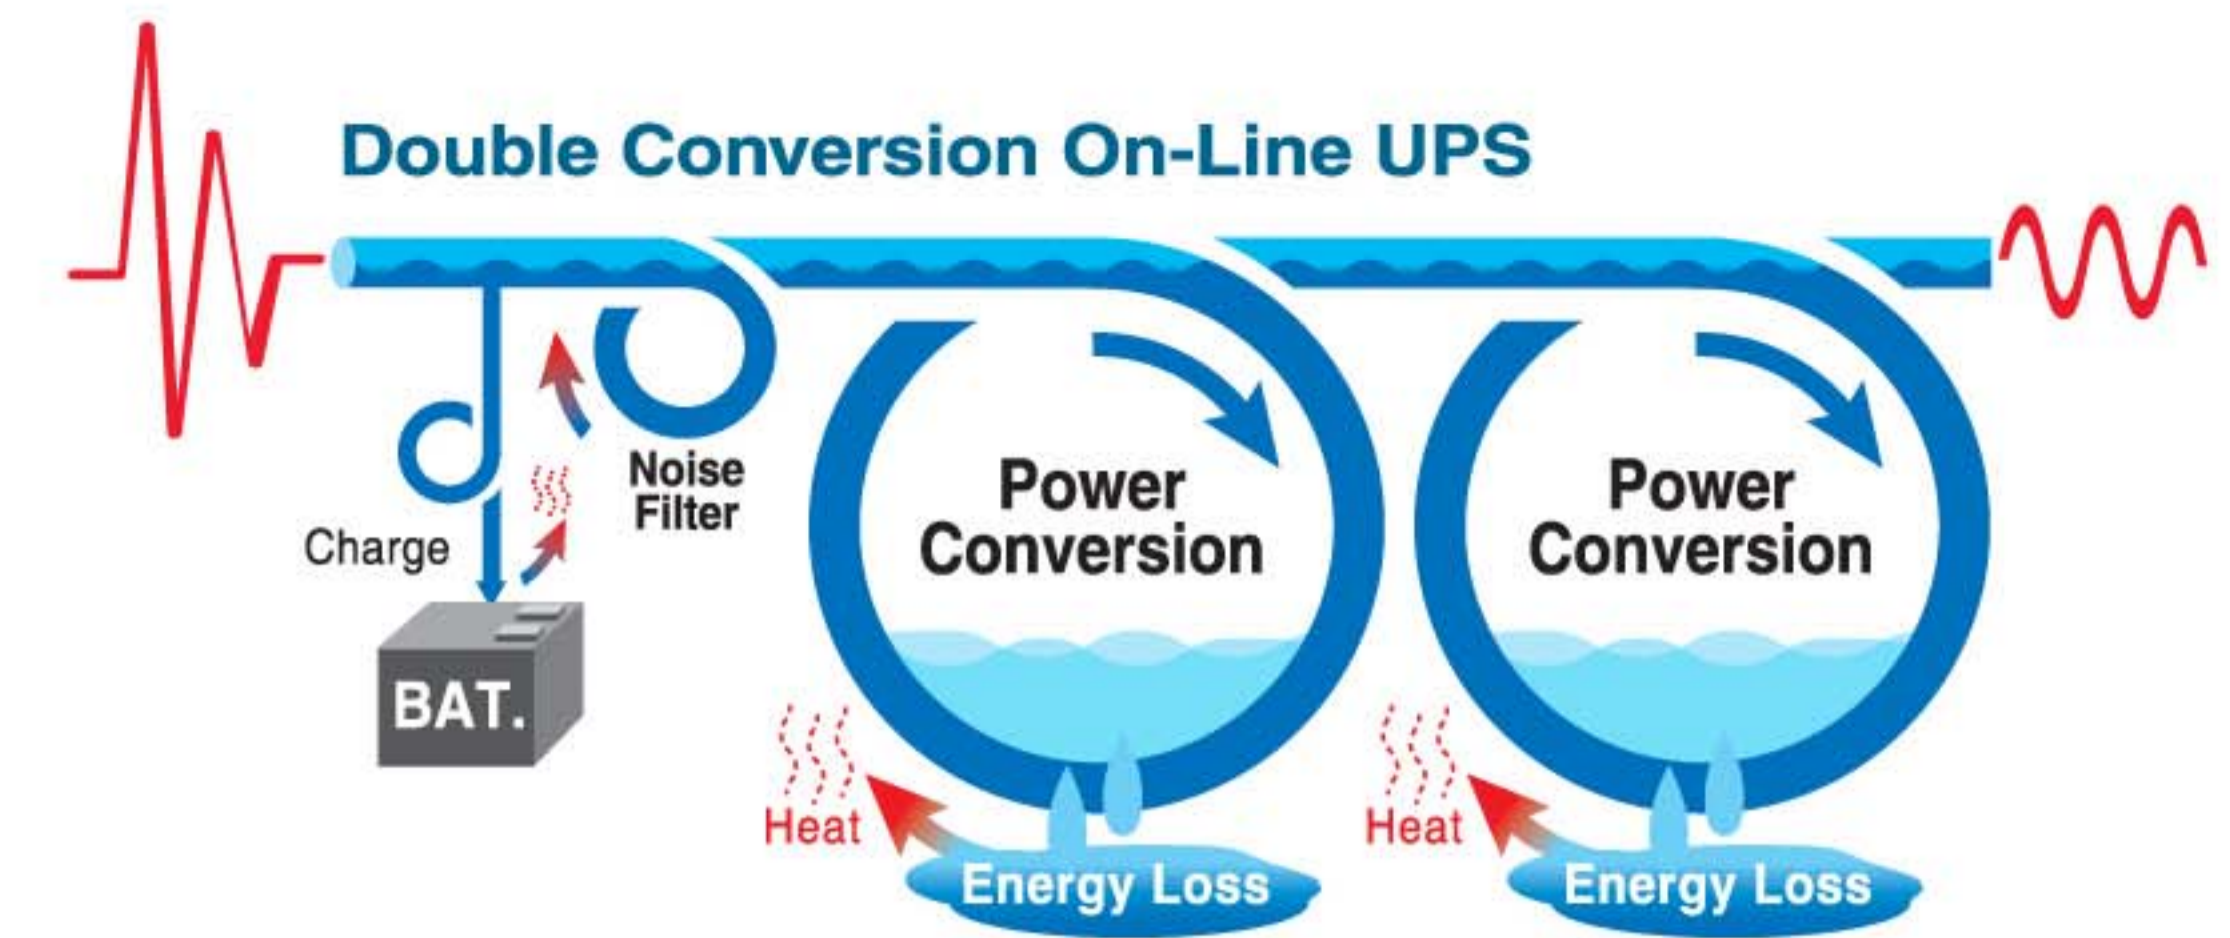 Double Conversion On-Line UPS
Noise
Filter
Charge
BAT.
Power
Conversion
Heat
Energy Loss
Power
Conversion
Heat
Energy Loss